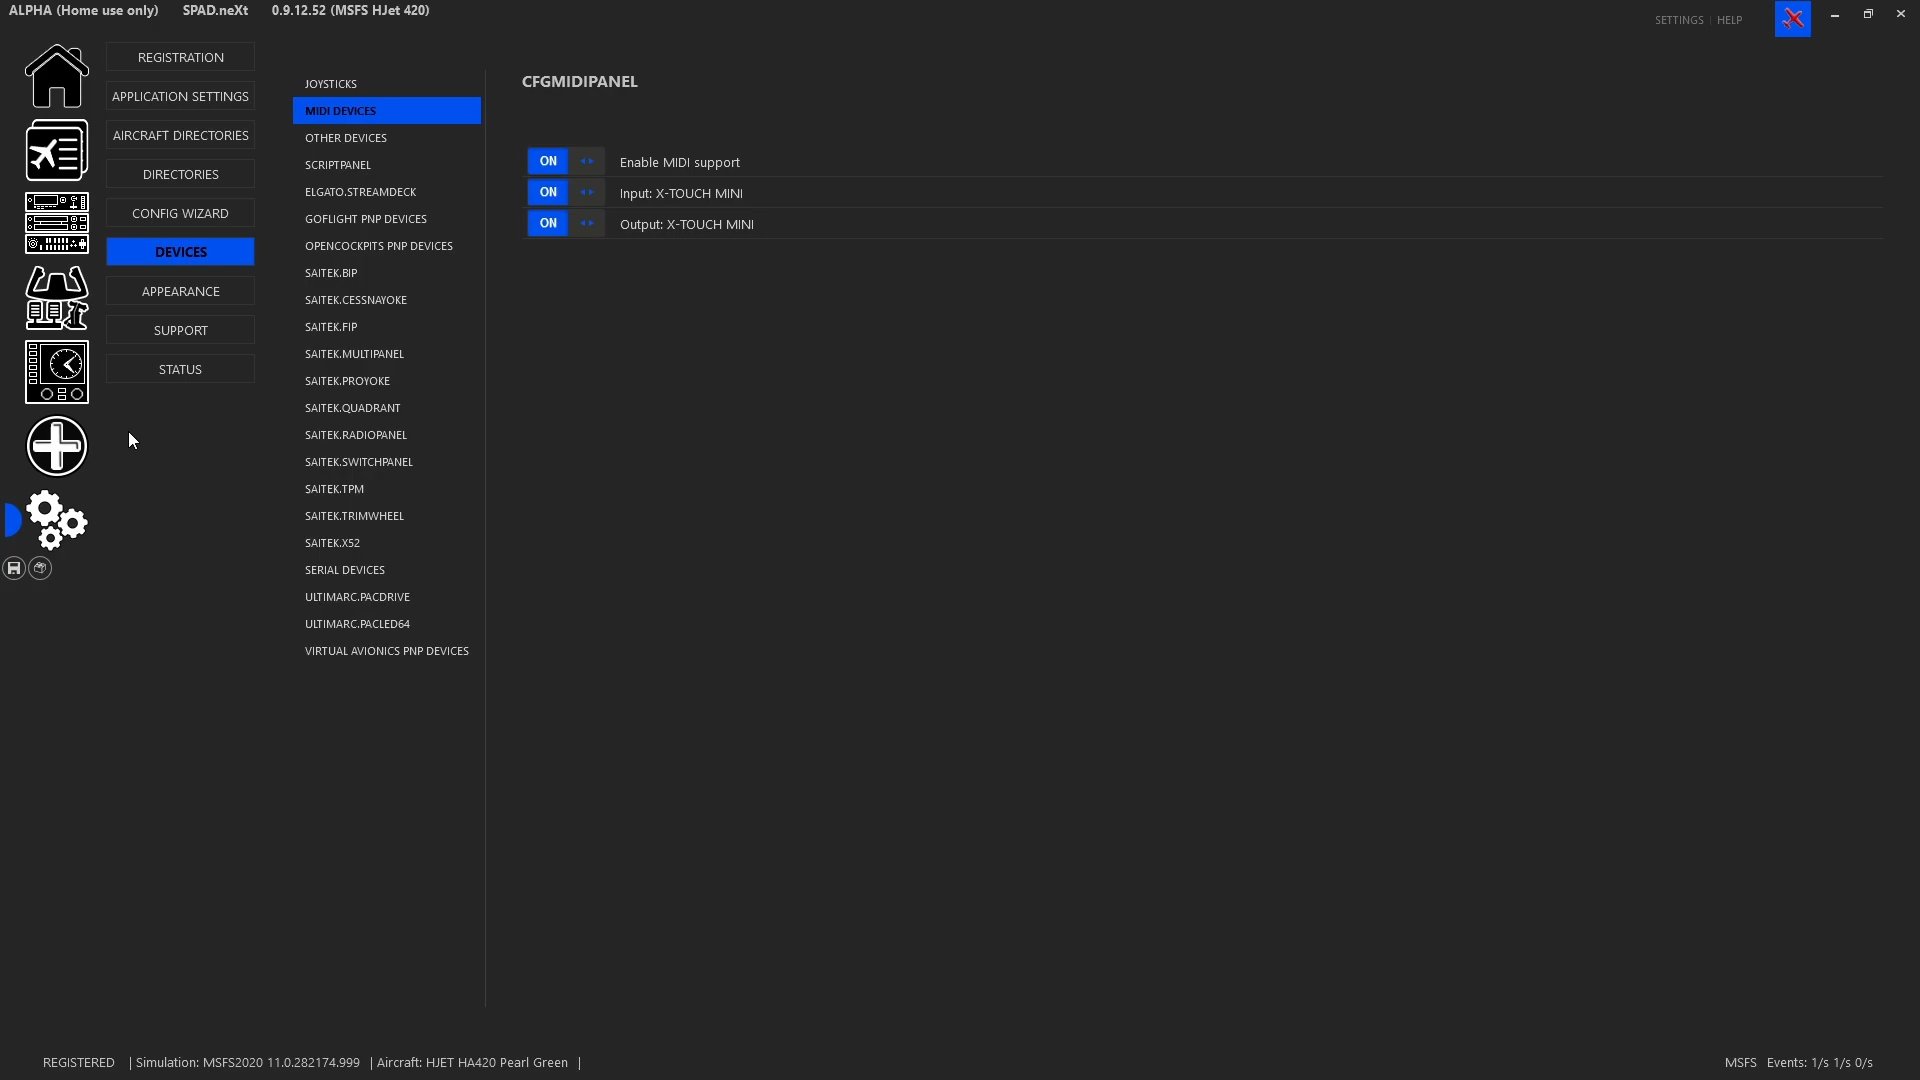 ALPHA (Home use only) SPAD.neXt 0.9.12.52 (MSFS HJet 420)
SETTINGS | HELP
REGISTRATION
APPLICATION SETTINGS
AIRCRAFT DIRECTORIES
DIRECTORIES
CONFIG WIZARD
DEVICES
APPEARANCE
SUPPORT
STATUS
JOYSTICKS
MIDI DEVICES
OTHER DEVICES
SCRIPTPANEL
ELGATO.STREAMDECK
GOFLIGHT PNP DEVICES
OPENCOCKPITS PNP DEVICES
SAITEK.BIP
SAITEK.CESSNAYOKE
SAITEK.FIP
SAITEK.MULTIPANEL
SAITEK.PROYOKE
SAITEK.QUADRANT
SAITEK.RADIOPANEL
SAITEK.SWITCHPANEL
SAITEK.TPM
SAITEK.TRIMWHEEL
SAITEK.X52
SERIAL DEVICES
ULTIMARC.PACDRIVE
ULTIMARC.PACLED64
VIRTUAL AVIONICS PNP DEVICES
CFGMIDIPANEL
ON Enable MIDI support
ON Input: X-TOUCH MINI
ON Output: X-TOUCH MINI
REGISTERED | Simulation: MSFS2020 11.0.282174.999 | Aircraft: HJET HA420 Pearl Green |
MSFS Events: 1/s 1/s 0/s